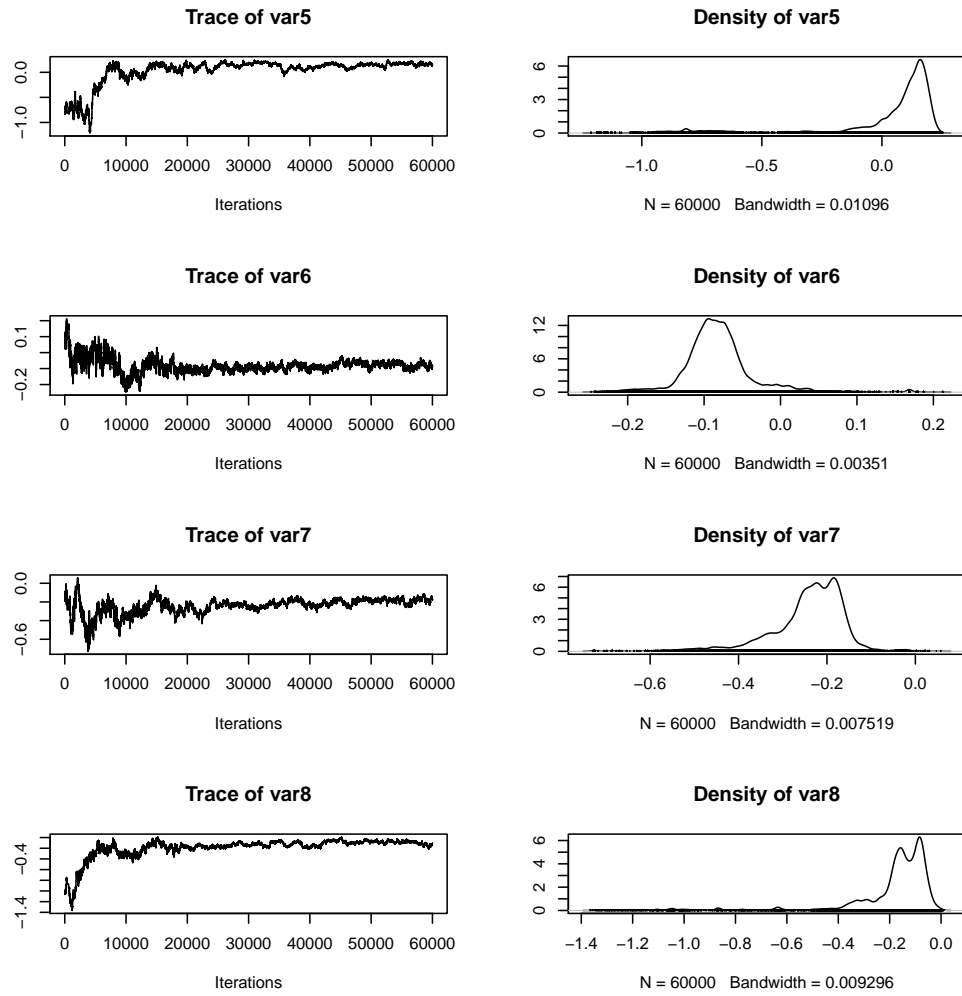 Trace of var5
0.0
−1.0
0 10000 20000 30000 40000 50000 60000
Iterations
Density of var5
6
3
0
−1.0 −0.5 0.0
N = 60000 Bandwidth = 0.01096
Trace of var6
0.1
−0.2
0 10000 20000 30000 40000 50000 60000
Iterations
Density of var6
12
6
0
−0.2 −0.1 0.0 0.1 0.2
N = 60000 Bandwidth = 0.00351
Trace of var7
0.0
−0.6
0 10000 20000 30000 40000 50000 60000
Iterations
Density of var7
6
3
0
−0.6 −0.4 −0.2 0.0
N = 60000 Bandwidth = 0.007519
Trace of var8
−0.4
−1.4
0 10000 20000 30000 40000 50000 60000
Iterations
Density of var8
6
4
2
0
−1.4 −1.2 −1.0 −0.8 −0.6 −0.4 −0.2 0.0
N = 60000 Bandwidth = 0.009296